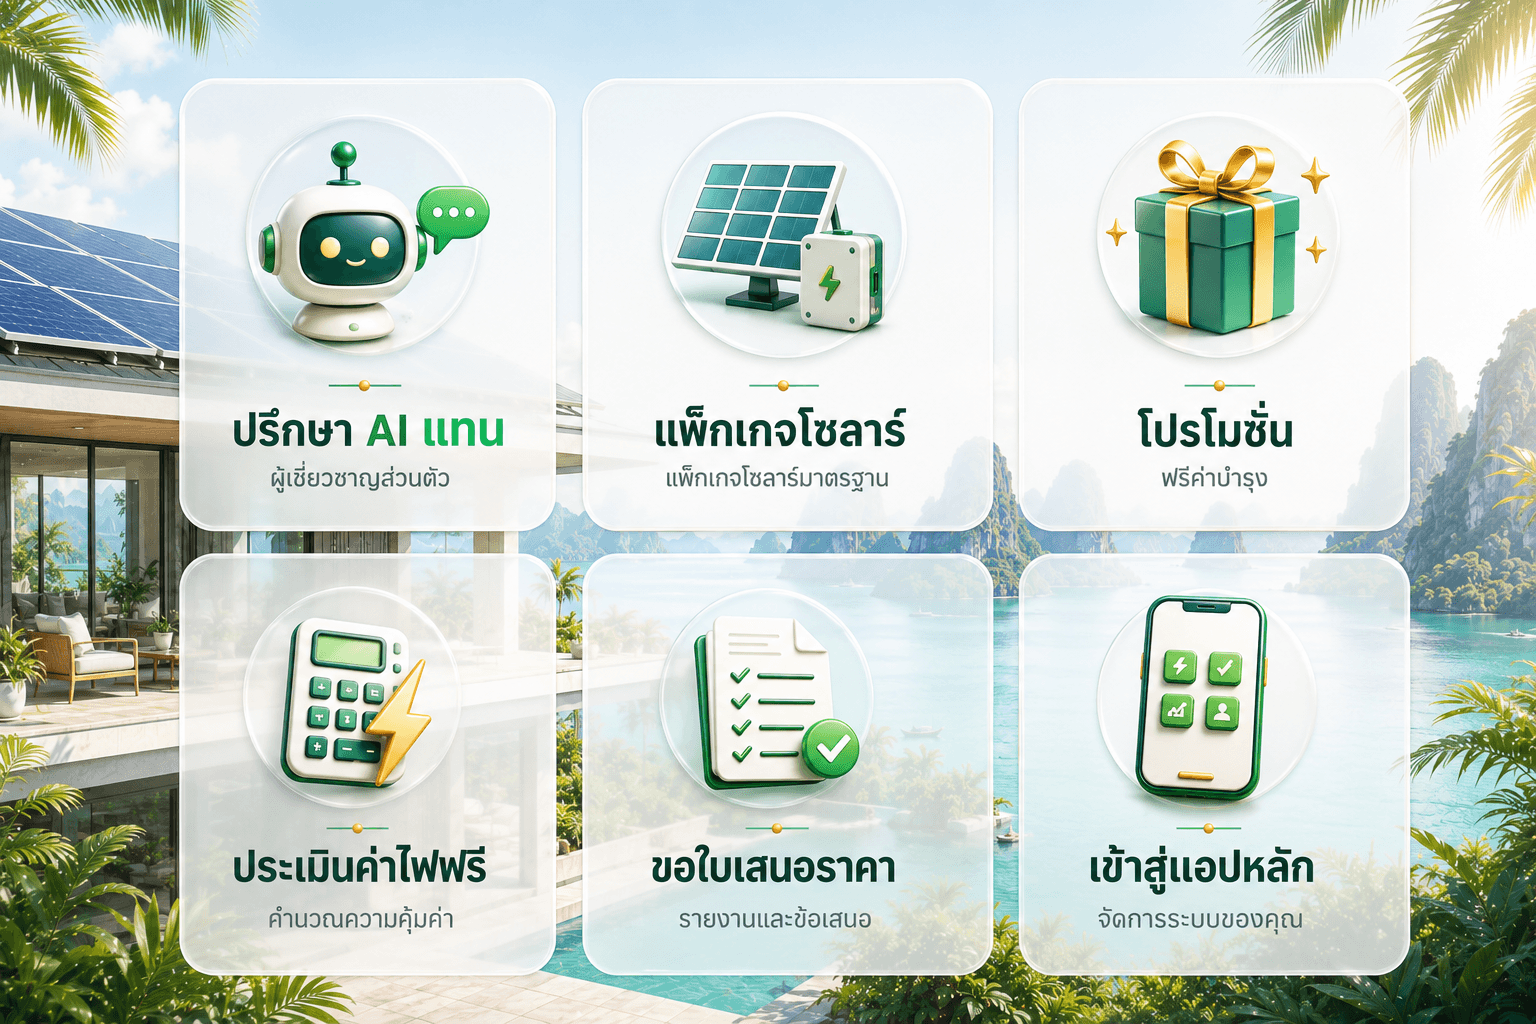 ปรึกษา AI แทน
ผู้เชี่ยวชาญส่วนตัว
แพ็กเกจโซลาร์
แพ็กเกจโซลาร์มาตรฐาน
โปรโมชั่น
ฟรีค่าบำรุง
ประเมินค่าไฟฟรี
คำนวณความคุ้มค่า
ขอใบเสนอราคา
รายงานและข้อเสนอ
เข้าสู่แอปหลัก
จัดการระบบของคุณ